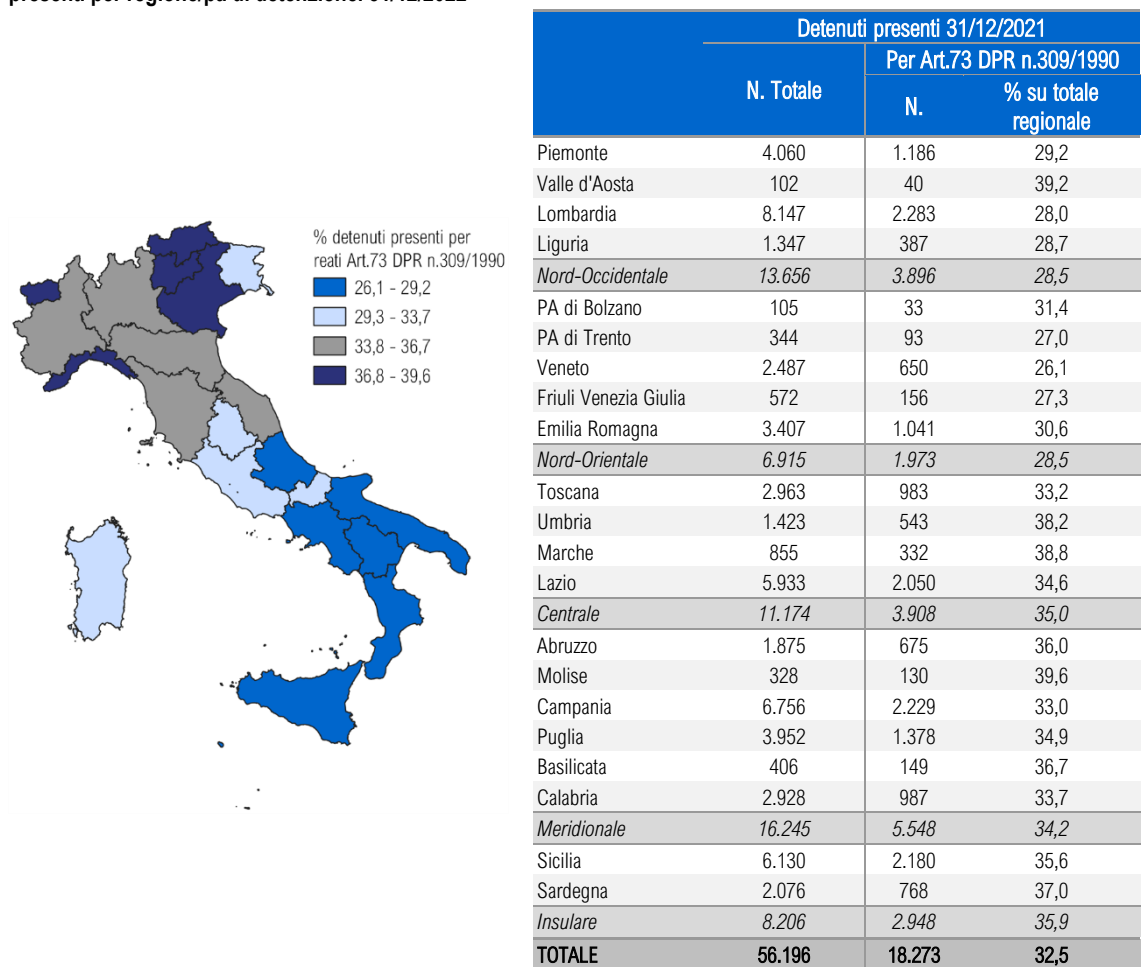 % detenuti presenti per
reati Art.73 DPR n.309/1990
26,1 - 29,2
29,3 - 33,7
33,8 - 36,7
36,8 - 39,6
Detenuti presenti 31/12/2021
Per Art.73 DPR n.309/1990
N. Totale
N.
% su totale
regionale
Piemonte 4.060 1.186 29,2
Valle d'Aosta 102 40 39,2
Lombardia 8.147 2.283 28,0
Liguria 1.347 387 28,7
Nord-Occidentale 13.656 3.896 28,5
PA di Bolzano 105 33 31,4
PA di Trento 344 93 27,0
Veneto 2.487 650 26,1
Friuli Venezia Giulia 572 156 27,3
Emilia Romagna 3.407 1.041 30,6
Nord-Orientale 6.915 1.973 28,5
Toscana 2.963 983 33,2
Umbria 1.423 543 38,2
Marche 855 332 38,8
Lazio 5.933 2.050 34,6
Centrale 11.174 3.908 35,0
Abruzzo 1.875 675 36,0
Molise 328 130 39,6
Campania 6.756 2.229 33,0
Puglia 3.952 1.378 34,9
Basilicata 406 149 36,7
Calabria 2.928 987 33,7
Meridionale 16.245 5.548 34,2
Sicilia 6.130 2.180 35,6
Sardegna 2.076 768 37,0
Insulare 8.206 2.948 35,9
TOTALE 56.196 18.273 32,5